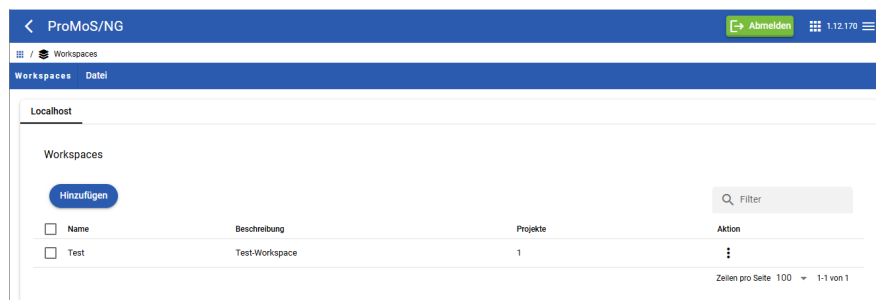 ProMoS/NG Abmelden 1.12.170
/ Workspaces
Workspaces Datei
Localhost
Workspaces
Hinzufügen Filter
Name Beschreibung Projekte Aktion
Test Test-Workspace 1
Zeilen pro Seite 100 1-1 von 1